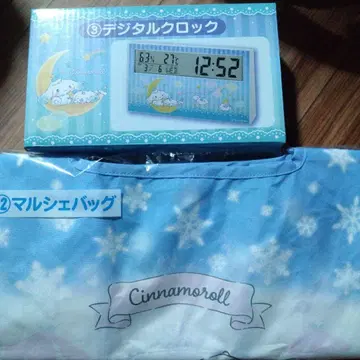 ③デジタルクロック
63% 27℃
12:52
②マルシェバッグ
Cinnamoroll